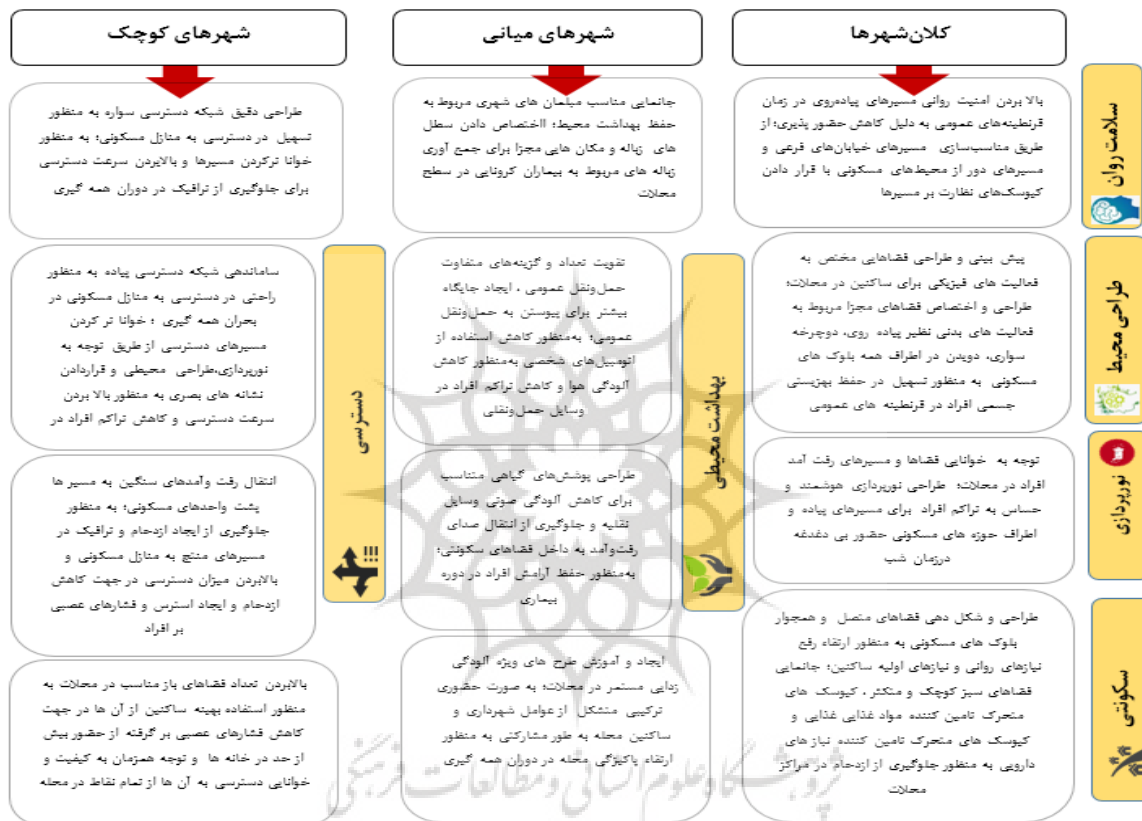 کلان‌شهرها
سلامت روان
بالا بردن امنیت روانی مسیرهای پیاده‌روی در زمان
قرنطینه‌های عمومی به دلیل کاهش حضور پذیری؛ از
طریق مناسب‌سازی مسیرهای خیابان‌های فرعی و
مسیرهای دور از محیط‌های مسکونی با قرار دادن
کیوسک‌های نظارت بر مسیرها
طراحی محیط
پیش بینی و طراحی فضاهایی مختص به
فعالیت های فیزیکی برای ساکنین در محلات؛
طراحی و اختصاص فضاهای مجزا مربوط به
فعالیت های بدنی نظیر پیاده روی، دوچرخه
سواری، دویدن در اطراف همه بلوک های
مسکونی به منظور تسهیل در حفظ بهزیستی
جسمی افراد در قرنطینه های عمومی
نورپردازی
توجه به خوانایی فضاها و مسیرهای رفت آمد
افراد در محلات؛ طراحی نورپردازی هوشمند و
حساس به تراکم افراد برای مسیرهای پیاده و
اطراف حوزه های مسکونی حضور بی دغدغه
درزمان شب
سکونتی
طراحی و شکل دهی فضاهای متصل و همجوار
بلوک های مسکونی به منظور ارتقاء رفع
نیازهای روانی و نیازهای اولیه ساکنین؛ جانمایی
فضاهای سبز کوچک و متکثر ، کیوسک های
متحرک تامین کننده مواد غذایی غذایی و
کیوسک های متحرک تامین کننده نیاز های
دارویی به منظور جلوگیری از ازدحام در مراکز
محلات
شهرهای میانی
جانمایی مناسب مبلمان های شهری مربوط به
حفظ بهداشت محیط؛ ااختصاص دادن سطل
های زباله و مکان هایی مجزا برای جمع آوری
زباله های مربوط به بیماران کرونایی در سطح
محلات
بهداشت محیطی
تقویت تعداد و گزینه‌های متفاوت
حمل‌ونقل عمومی ، ایجاد جایگاه
بیشتر برای پیوستن به حمل‌ونقل
عمومی؛ به‌منظور کاهش استفاده از
اتومبیل‌های شخصی به‌منظور کاهش
آلودگی هوا و کاهش تراکم افراد در
وسایل حمل‌ونقلی
طراحی پوشش‌های گیاهی متناسب
برای کاهش آلودگی صوتی وسایل
نقلیه و جلوگیری از انتقال صدای
رفت‌وآمد به داخل فضاهای سکونتی؛
به‌منظور حفظ آرامش افراد در دوره
بیماری
ایجاد و آموزش طرح های ویژه آلودگی
زدایی مستمر در محلات؛ به صورت حضوری
ترکیبی متشکل از عوامل شهرداری و
ساکنین محله به طور مشارکتی به منظور
ارتقاء پاکیزگی محله در دوران همه گیری
شهرهای کوچک
طراحی دقیق شبکه دسترسی سواره به منظور
تسهیل در دسترسی به منازل مسکونی؛ به منظور
خوانا ترکردن مسیرها و بالابردن سرعت دسترسی
برای جلوگیری از ترافیک در دوران همه گیری
دسترسی
ساماندهی شبکه دسترسی پیاده به منظور
راحتی در دسترسی به منازل مسکونی در
بحران همه گیری ؛ خوانا تر کردن
مسیرهای دسترسی از طریق توجه به
نورپردازی،طراحی محیطی و قراردادن
نشانه های بصری به منظور بالا بردن
سرعت دسترسی و کاهش تراکم افراد در
انتقال رفت وآمدهای سنگین به مسیر ها
پشت واحدهای مسکونی؛ به منظور
جلوگیری از ایجاد ازدحام و ترافیک در
مسیرهای منتج به منازل مسکونی و
بالابردن میزان دسترسی در جهت کاهش
ازدحام و ایجاد استرس و فشارهای عصبی
بر افراد
بالابردن تعداد فضاهای باز مناسب در محلات به
منظور استفاده بهینه ساکنین از آن ها در جهت
کاهش فشارهای عصبی بر گرفته از حضور بیش
از حد در خانه ها و توجه همزمان به کیفیت و
خوانایی دسترسی به آن ها از تمام نقاط در محله
پژوهشگاه علوم انسانی و مطالعات فرهنگی